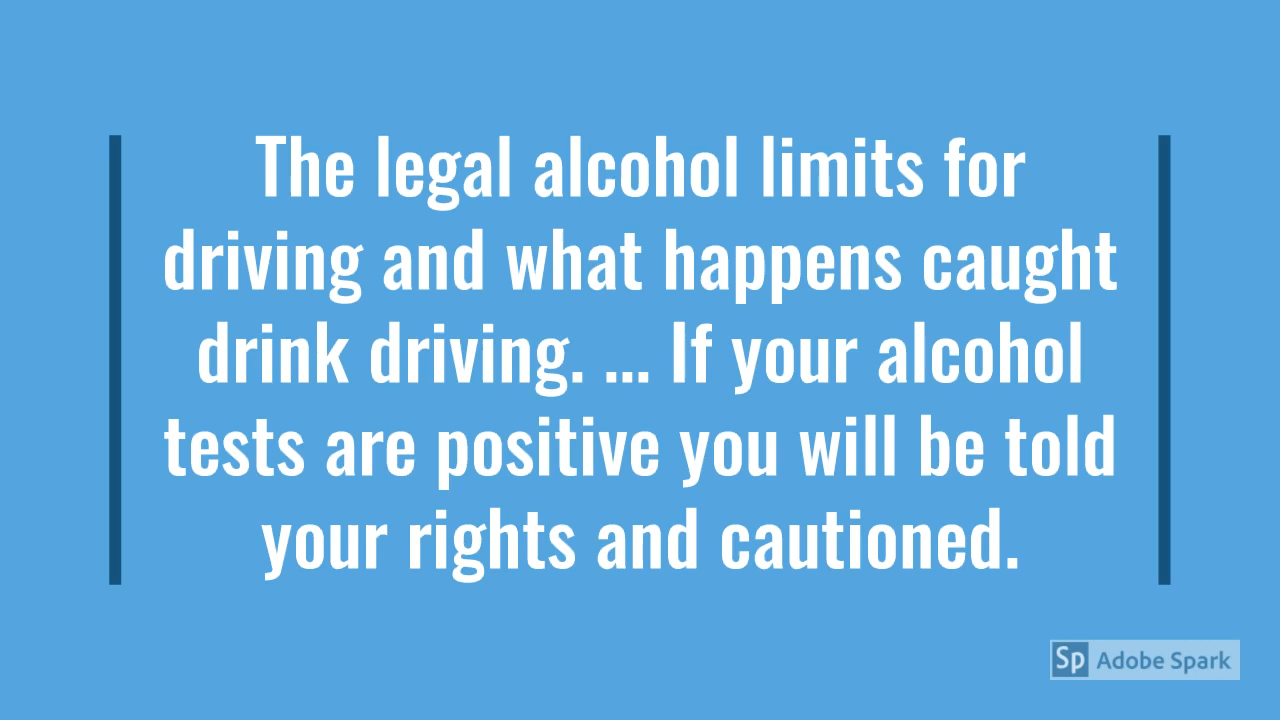 The legal alcohol limits for
driving and what happens caught
drink driving. ... If your alcohol
tests are positive you will be told
your rights and cautioned.
Sp Adobe Spark